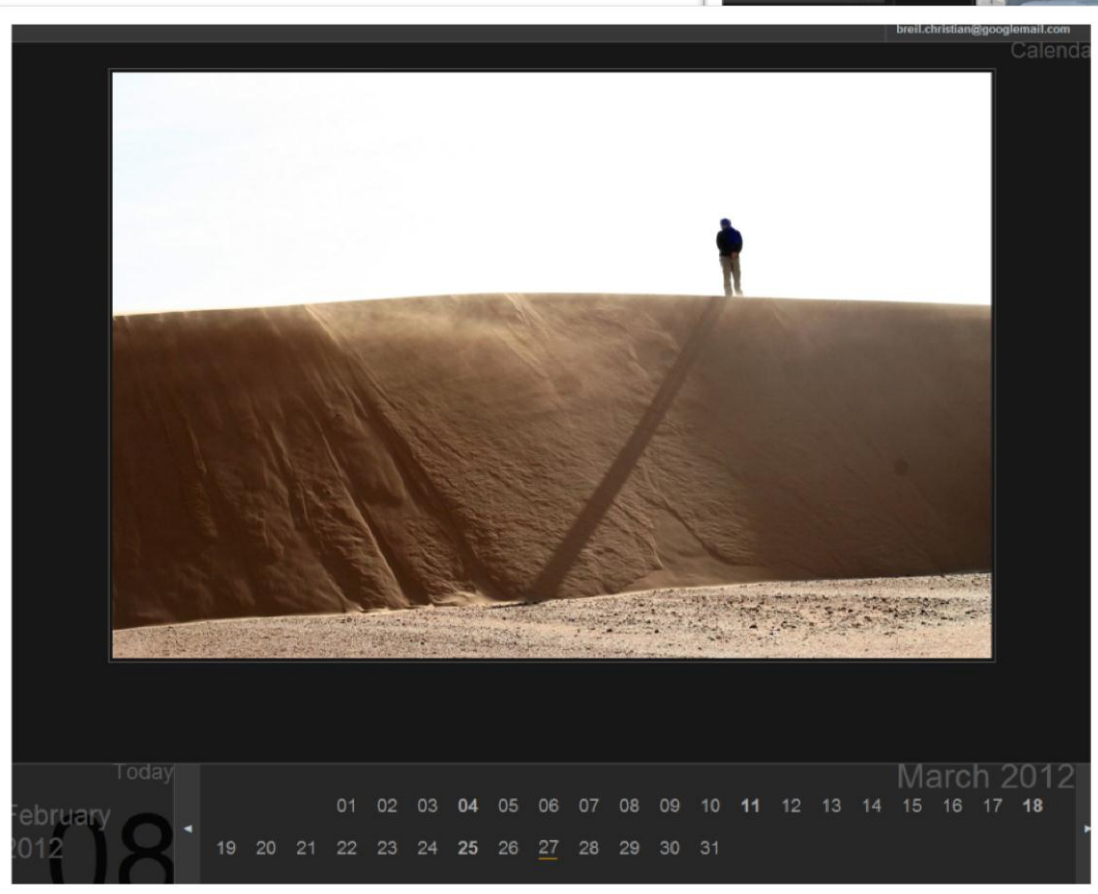 breil.christian@googlemail.com
Calenda
Today
February
2012
08
March 2012
01 02 03 04 05 06 07 08 09 10 11 12 13 14 15 16 17 18
19 20 21 22 23 24 25 26 27 28 29 30 31